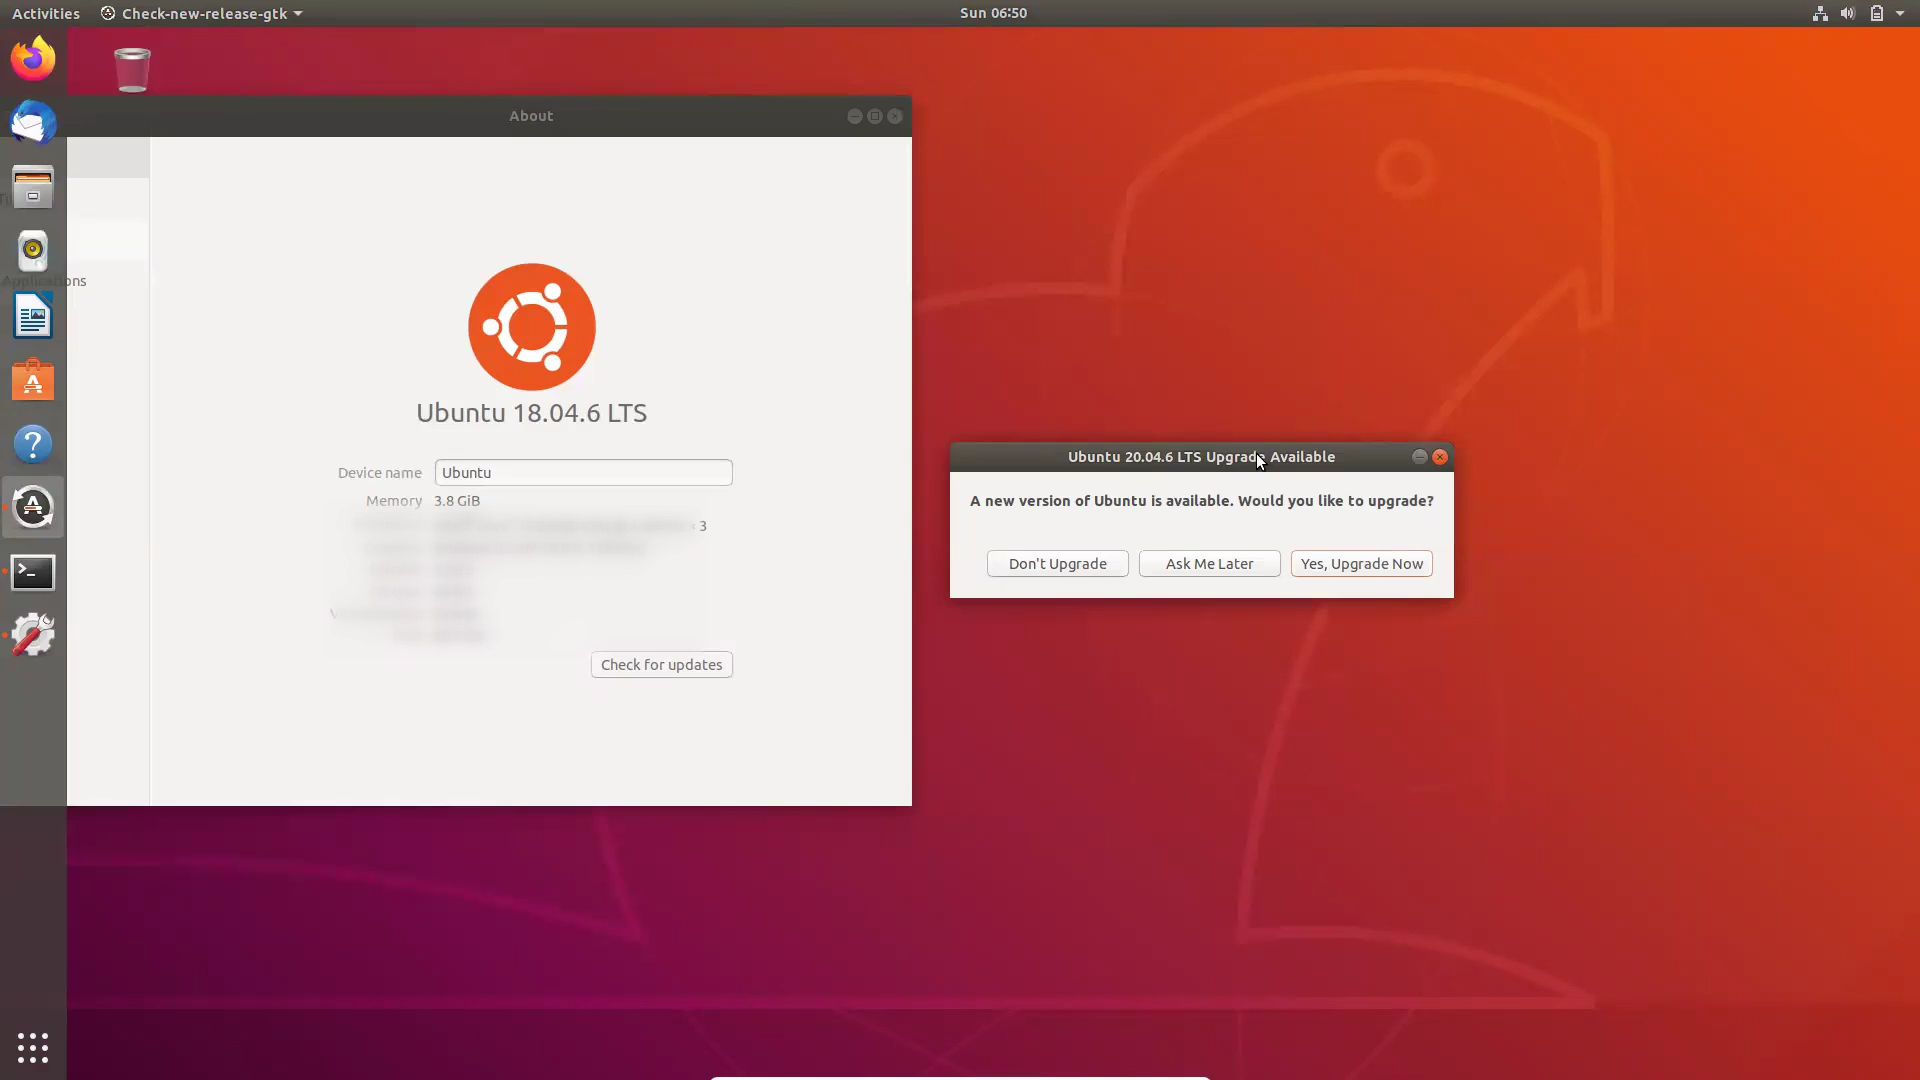 Activities
Check-new-release-gtk
Sun 06:50
About
Applications
Ubuntu 18.04.6 LTS
Device name Ubuntu
Memory 3.8 GiB
3
Check for updates
Ubuntu 20.04.6 LTS Upgrade Available
A new version of Ubuntu is available. Would you like to upgrade?
Don't Upgrade
Ask Me Later
Yes, Upgrade Now